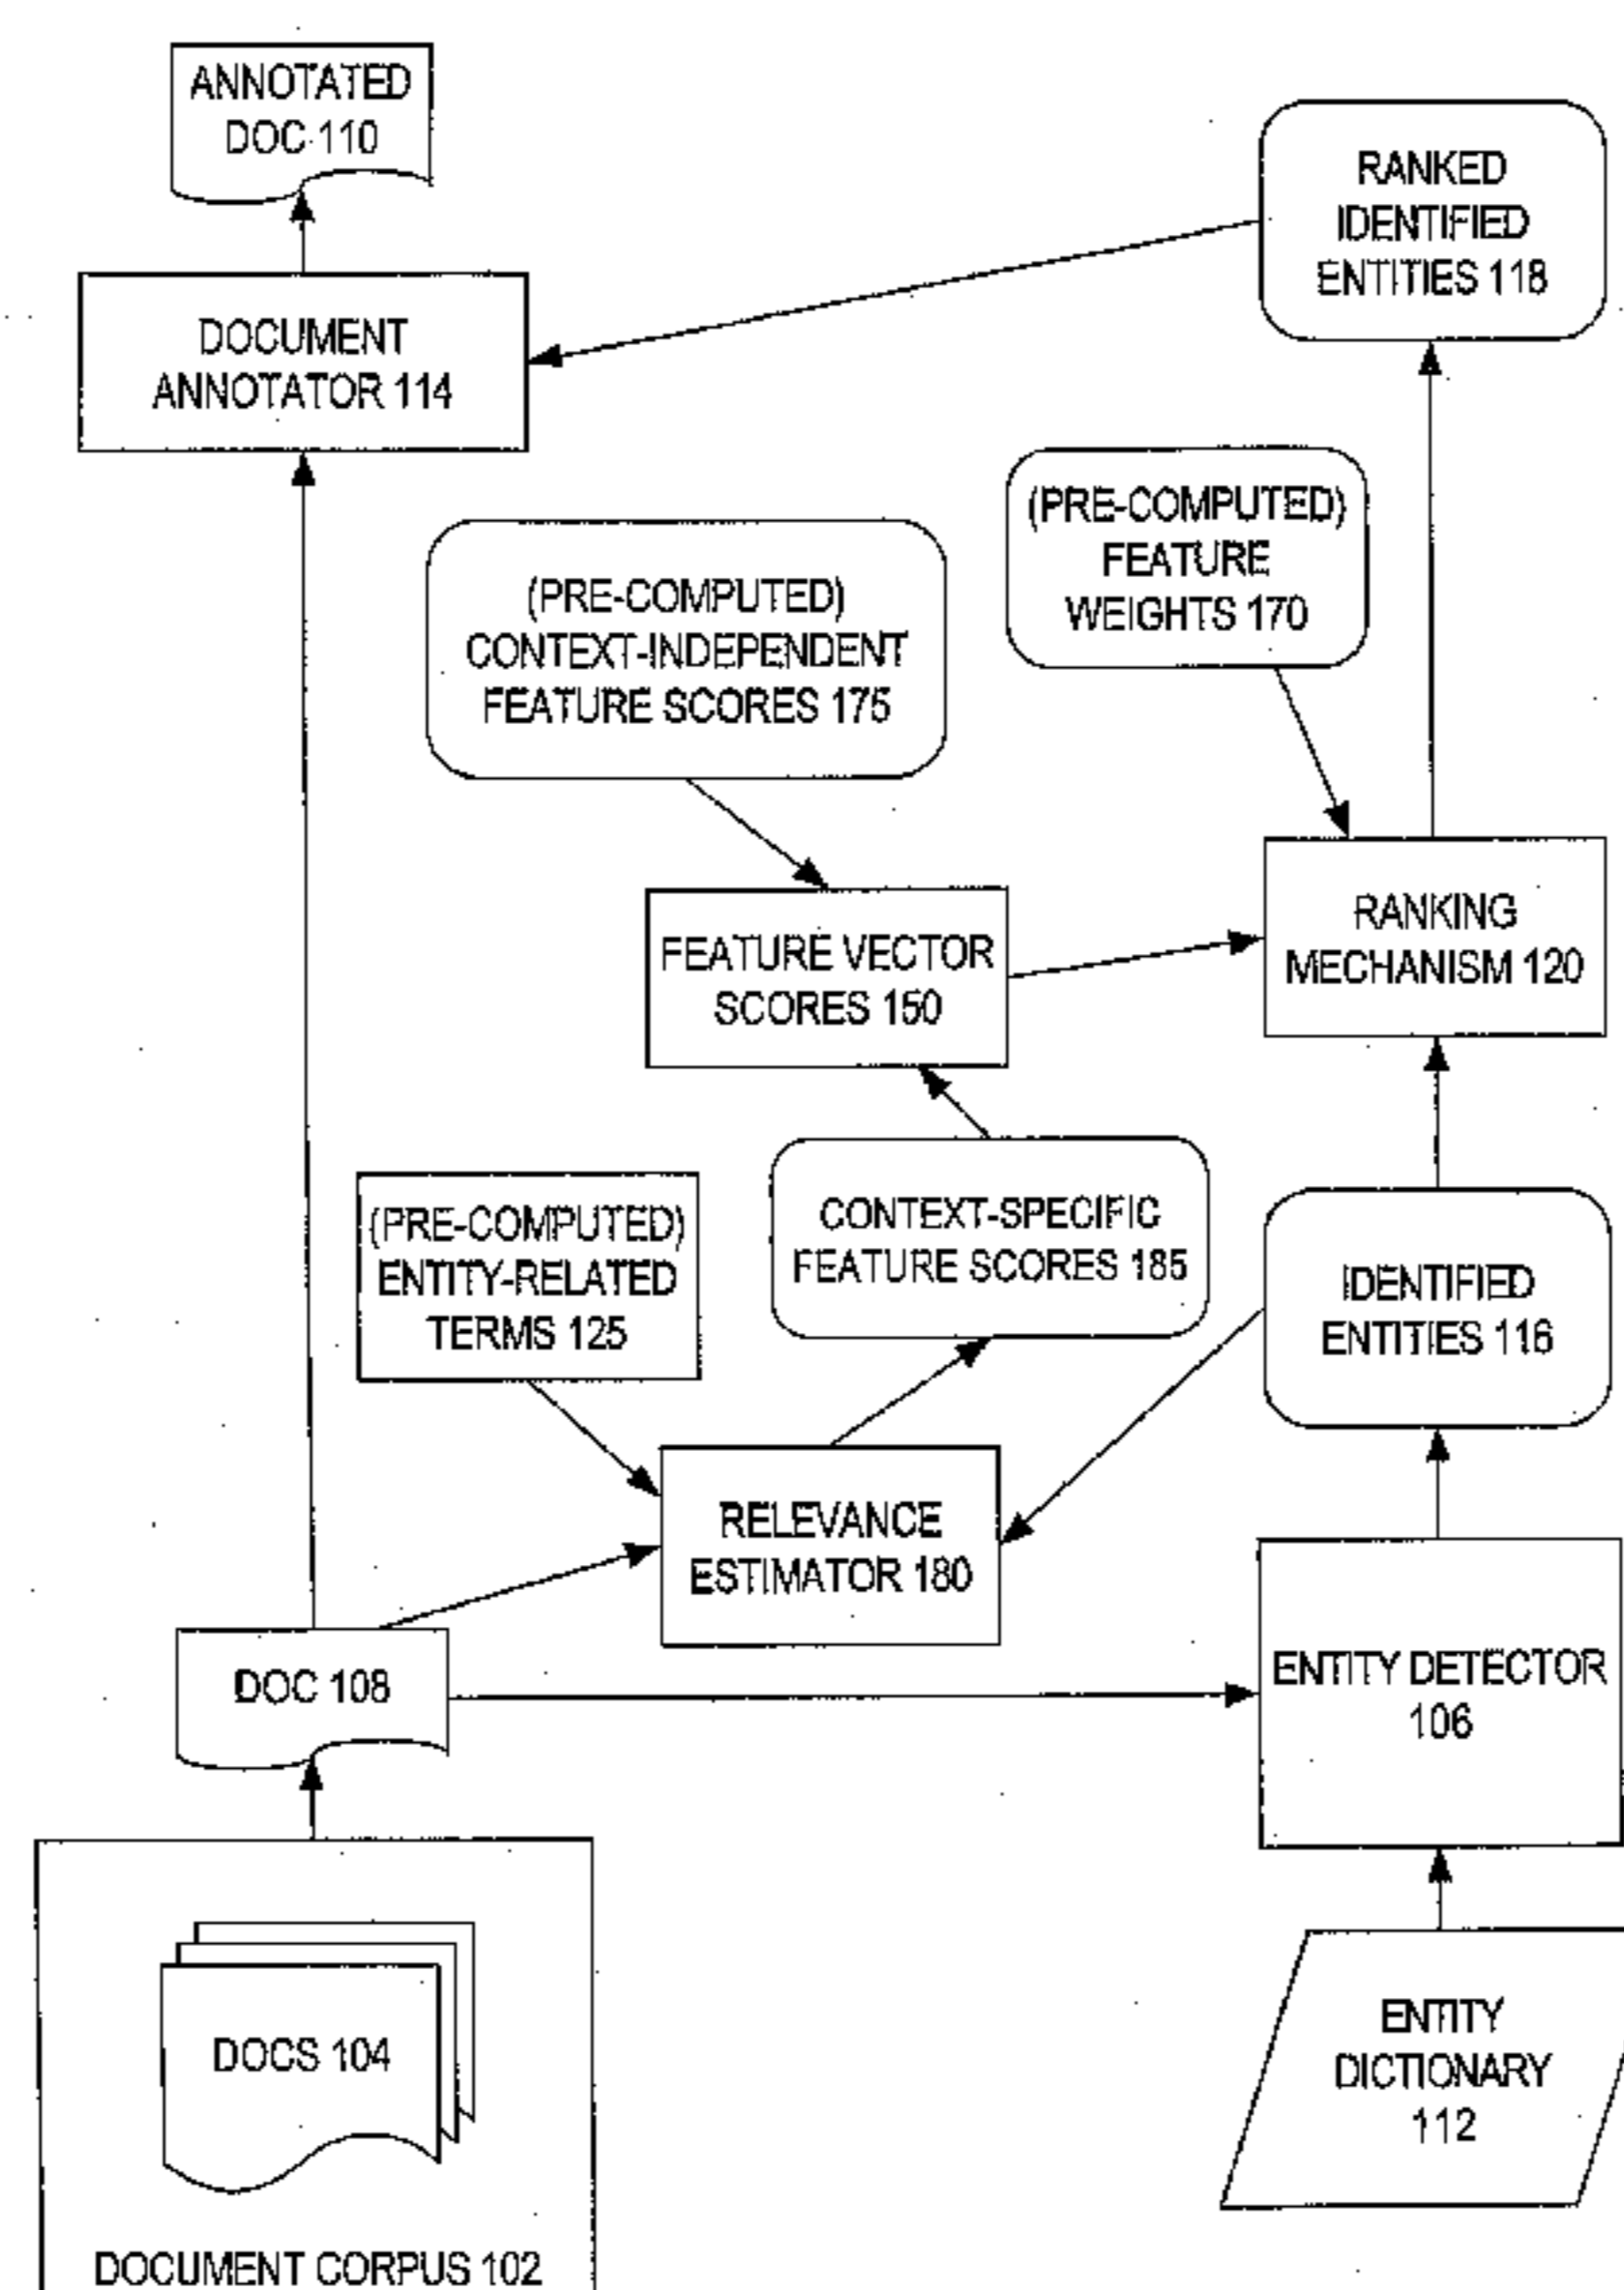 ANNOTATED
DOC 110
RANKED
IDENTIFIED
ENTITIES 118
DOCUMENT
ANNOTATOR 114
(PRE-COMPUTED)
FEATURE
WEIGHTS 170
(PRE-COMPUTED)
CONTEXT-INDEPENDENT
FEATURE SCORES 175
RANKING
MECHANISM 120
FEATURE VECTOR
SCORES 150
(PRE-COMPUTED)
ENTITY-RELATED
TERMS 125
CONTEXT-SPECIFIC
FEATURE SCORES 185
IDENTIFIED
ENTITIES 116
RELEVANCE
ESTIMATOR 180
DOC 108
ENTITY DETECTOR
106
DOCS 104
ENTITY
DICTIONARY
112
DOCUMENT CORPUS 102